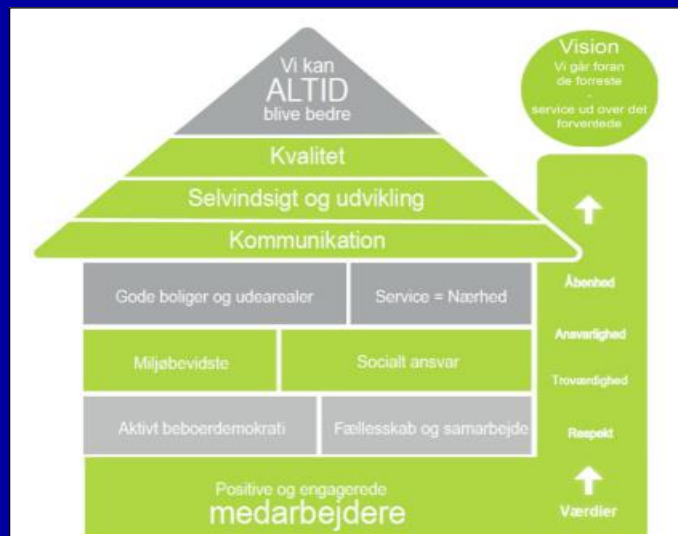 Vi kan
ALTID
blive bedre
Kvalitet
Selvindsigt og udvikling
Kommunikation
Gode boliger og udearealer
Service = Nærhed
Miljøbevidste
Socialt ansvar
Aktivt beboerdemokrati
Fællesskab og samarbejde
Positive og engagerede
medarbejdere
Vision
Vi går foran
de forreste
-
service ud over det
forventede
Åbenhed
Ansvarlighed
Troværdighed
Respekt
Værdier